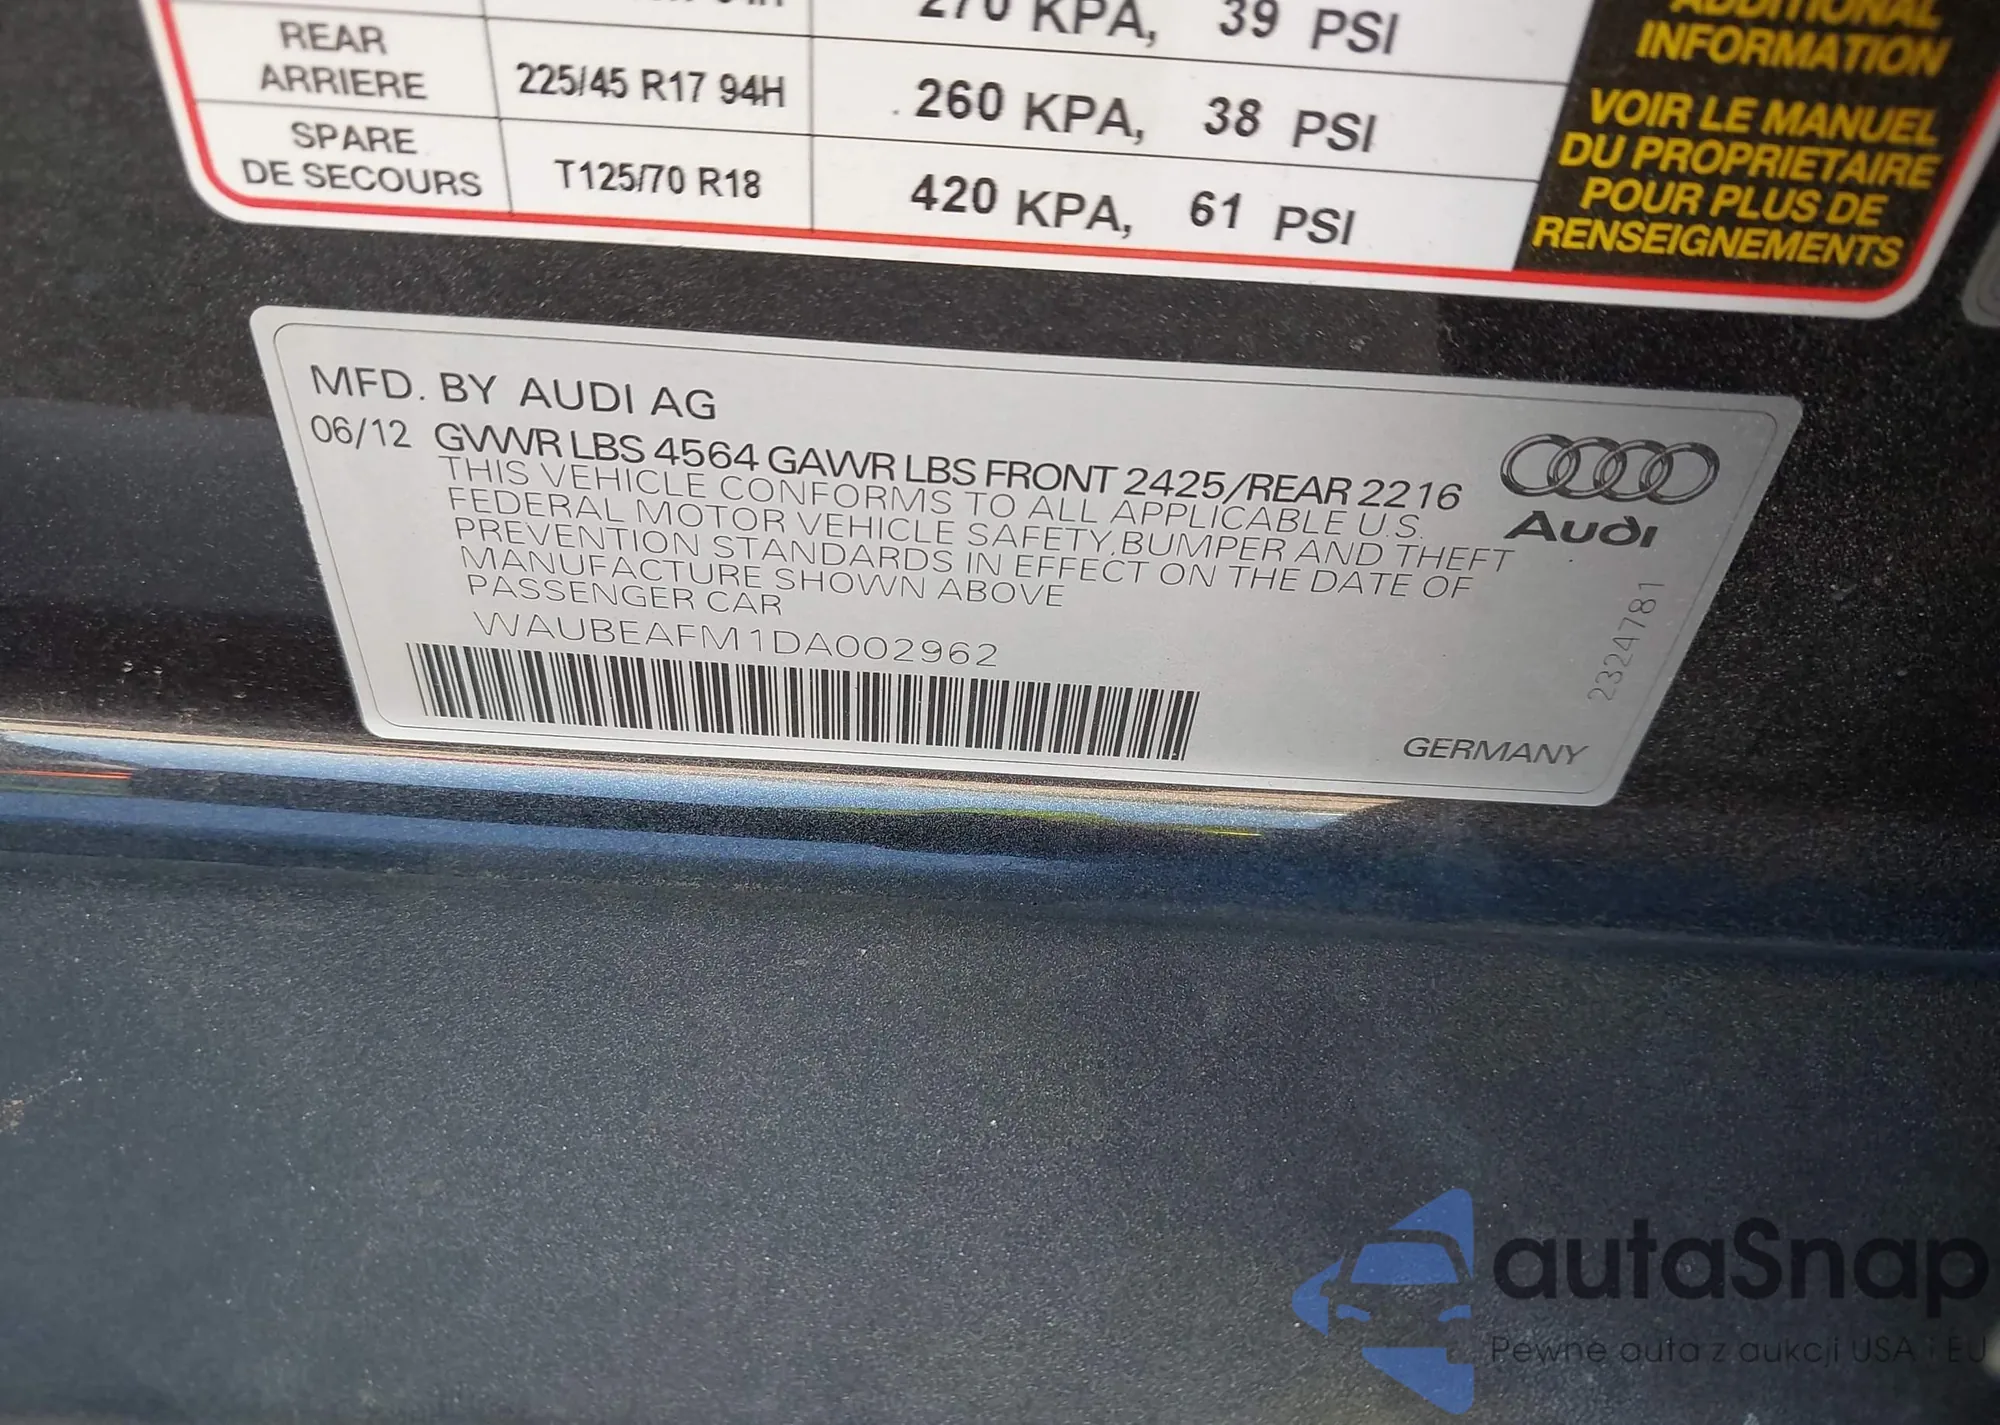 270 KPA, 39 PSI
REAR
ARRIERE
225/45 R17 94H
260 KPA, 38 PSI
SPARE
DE SECOURS
T125/70 R18
420 KPA, 61 PSI
ADDITIONAL
INFORMATION
VOIR LE MANUEL
DU PROPRIETAIRE
POUR PLUS DE
RENSEIGNEMENTS
MFD. BY AUDI AG
06/12 GVWR LBS 4564 GAWR LBS FRONT 2425/REAR 2216
THIS VEHICLE CONFORMS TO ALL APPLICABLE U.S.
FEDERAL MOTOR VEHICLE SAFETY, BUMPER AND THEFT
PREVENTION STANDARDS IN EFFECT ON THE DATE OF
MANUFACTURE SHOWN ABOVE
PASSENGER CAR
WAUBEAFM1DA002962
Audi
2324781
GERMANY
autaSnap
Pewne auta z aukcji USA i EU